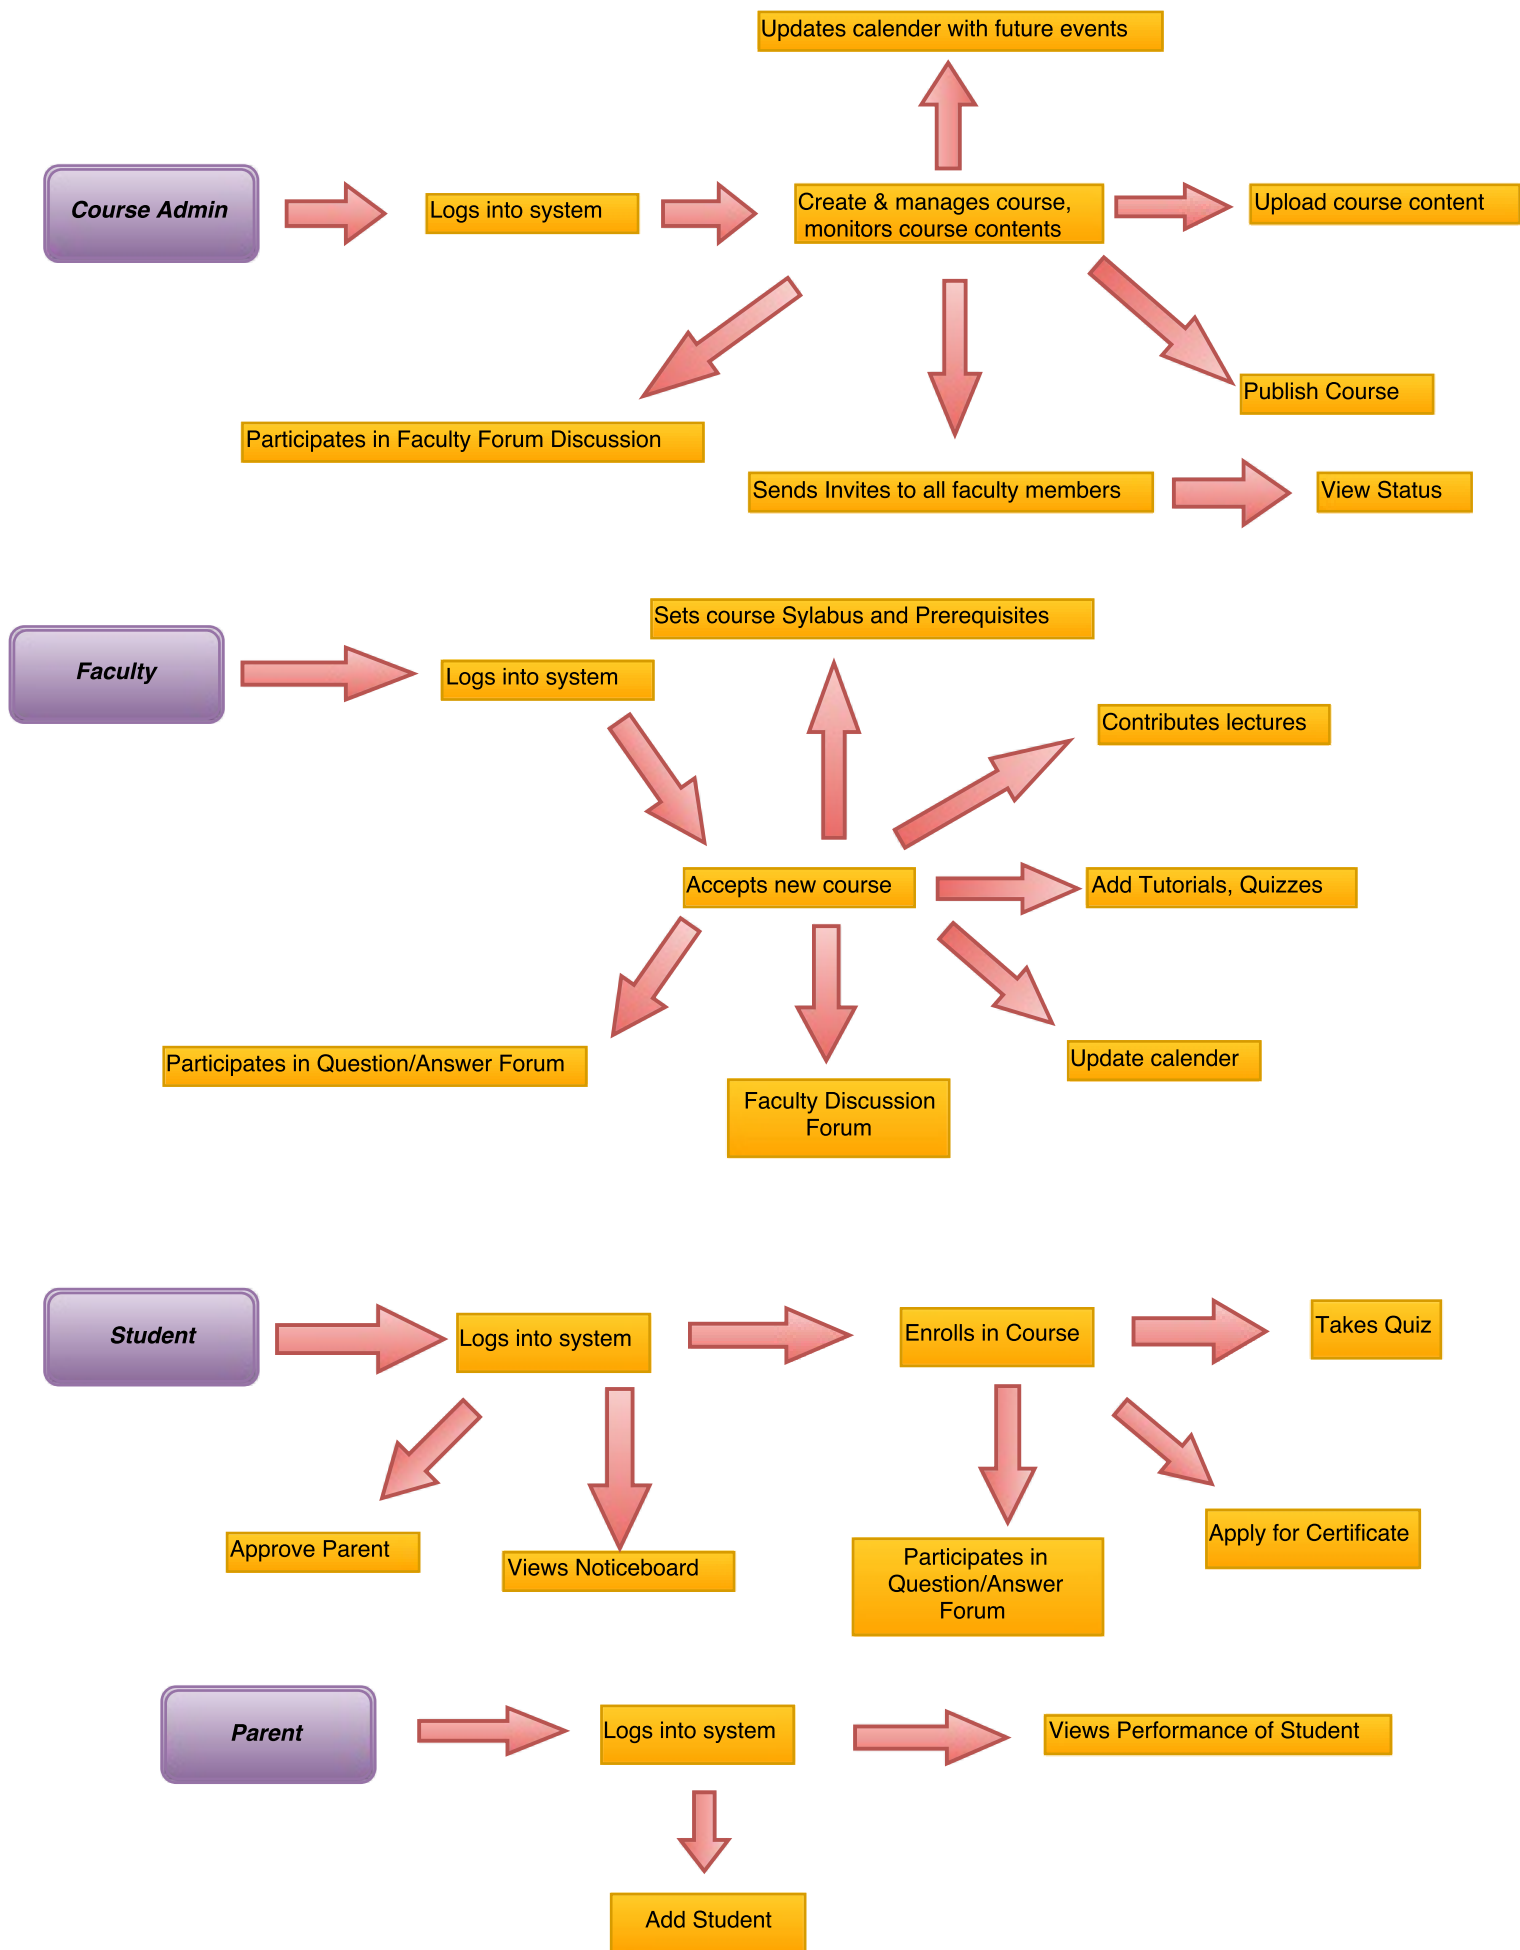 Updates calender with future events
Course Admin
Logs into system
Create & manages course,
monitors course contents
Upload course content
Publish Course
Participates in Faculty Forum Discussion
Sends Invites to all faculty members
View Status
Sets course Sylabus and Prerequisites
Faculty
Logs into system
Contributes lectures
Accepts new course
Add Tutorials, Quizzes
Participates in Question/Answer Forum
Update calender
Faculty Discussion
Forum
Student
Logs into system
Enrolls in Course
Takes Quiz
Approve Parent
Views Noticeboard
Participates in
Question/Answer
Forum
Apply for Certificate
Parent
Logs into system
Views Performance of Student
Add Student